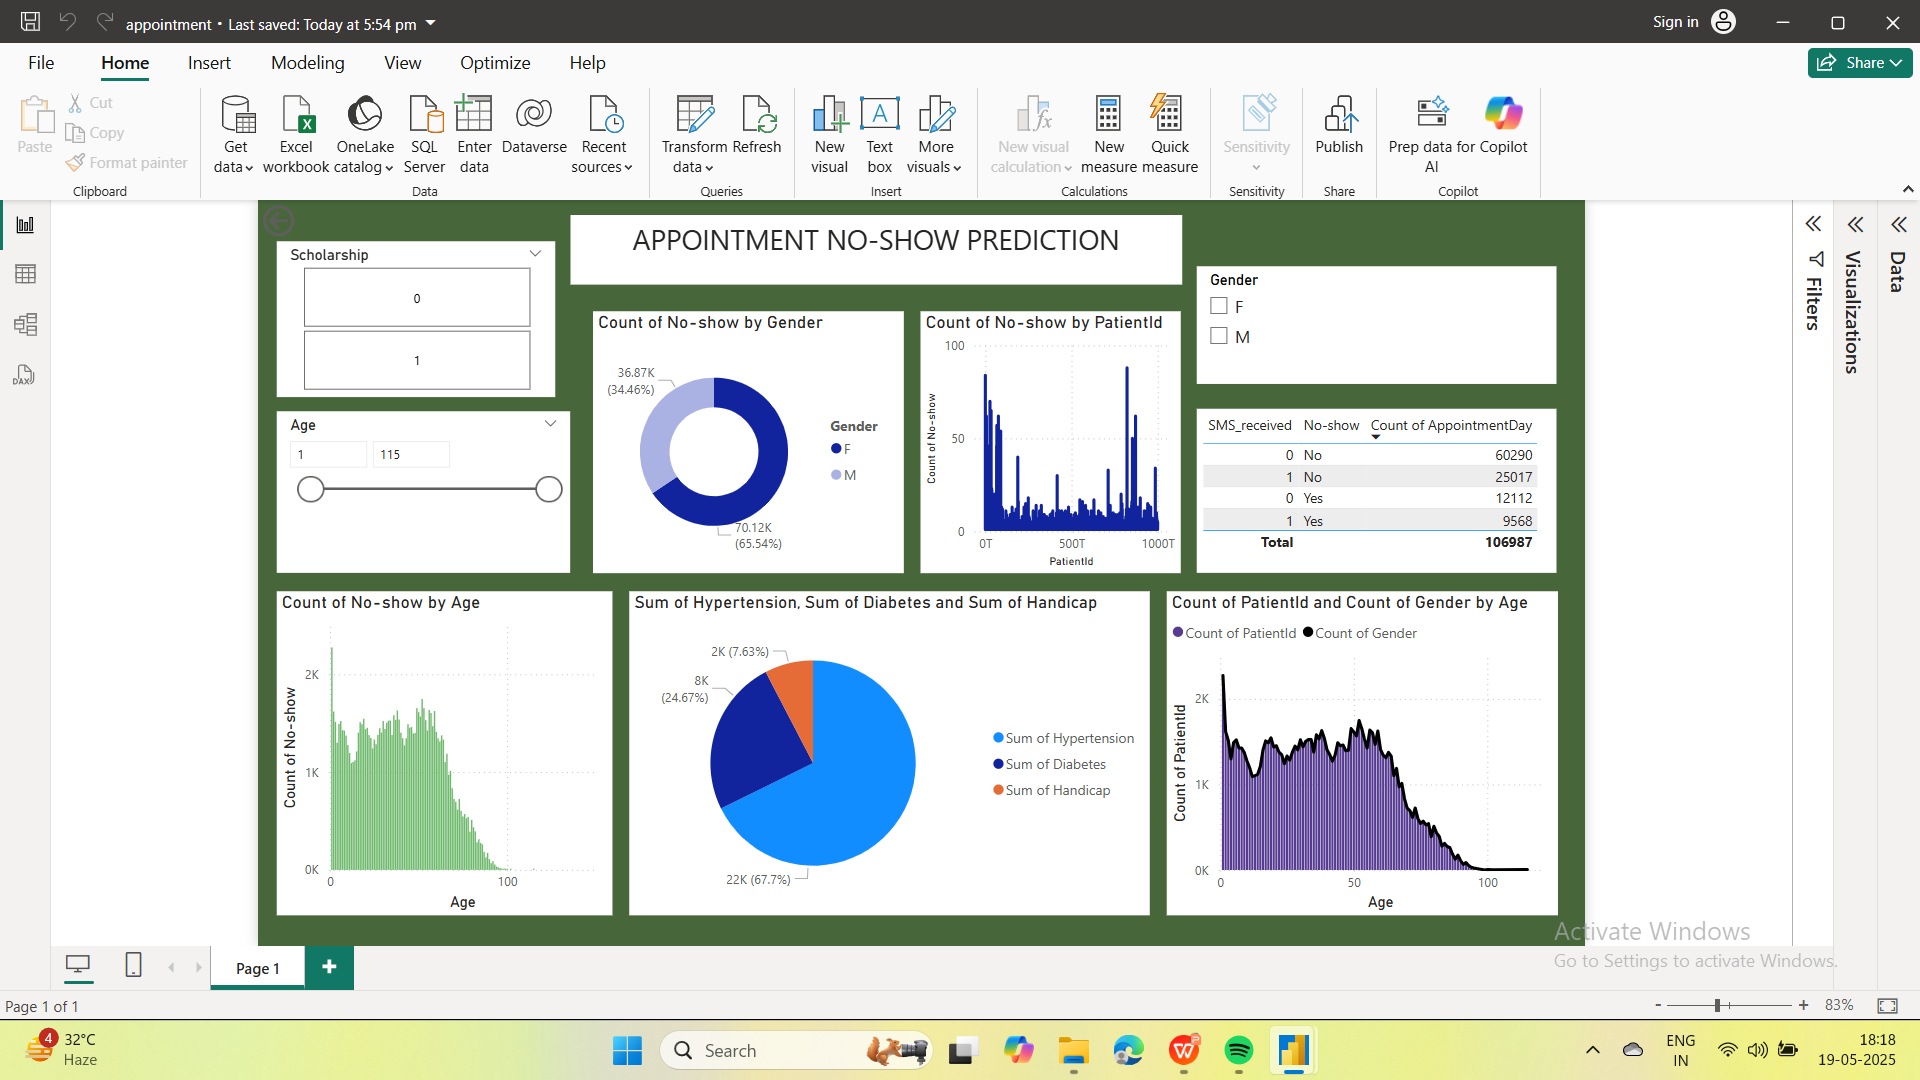 appointment • Last saved: Today at 5:54 pm
Sign in
File Home Insert Modeling View Optimize Help
Share
Paste
Cut
Copy
Format painter
Clipboard
Get data
Excel workbook
OneLake catalog
SQL Server
Enter data
Dataverse
Recent sources
Data
Transform data
Refresh
Queries
New visual
Text box
More visuals
Insert
New visual calculation
New measure
Quick measure
Calculations
Sensitivity
Sensitivity
Publish
Share
Prep data for AI
Copilot
Copilot
APPOINTMENT NO-SHOW PREDICTION
Scholarship
0
1
Age
1 115
Count of No-show by Gender
36.87K
(34.46%)
70.12K
(65.54%)
Gender
F
M
Count of No-show by PatientId
Count of No-show
100
50
0
0T 500T 1000T
PatientId
Gender
F
M
SMS_received No-show Count of AppointmentDay
0 No 60290
1 No 25017
0 Yes 12112
1 Yes 9568
Total 106987
Count of No-show by Age
Count of No-show
2K
1K
0K
0 100
Age
Sum of Hypertension, Sum of Diabetes and Sum of Handicap
2K (7.63%)
8K
(24.67%)
22K (67.7%)
Sum of Hypertension
Sum of Diabetes
Sum of Handicap
Count of PatientId and Count of Gender by Age
Count of PatientId Count of Gender
Count of PatientId
2K
1K
0K
0 50 100
Age
Filters
Visualizations
Data
DAX
Activate Windows
Go to Settings to activate Windows.
Page 1
Page 1 of 1
- + 83%
4
32°C
Haze
Search
ENG
IN
18:18
19-05-2025